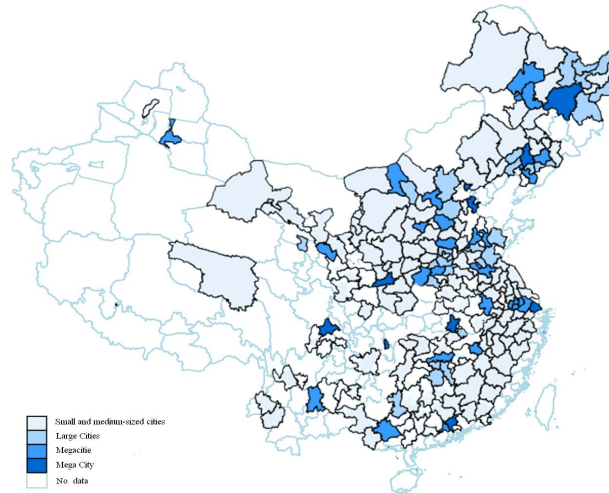 Small and medium-sized cities
Large Cities
Megacitie
Mega City
No data